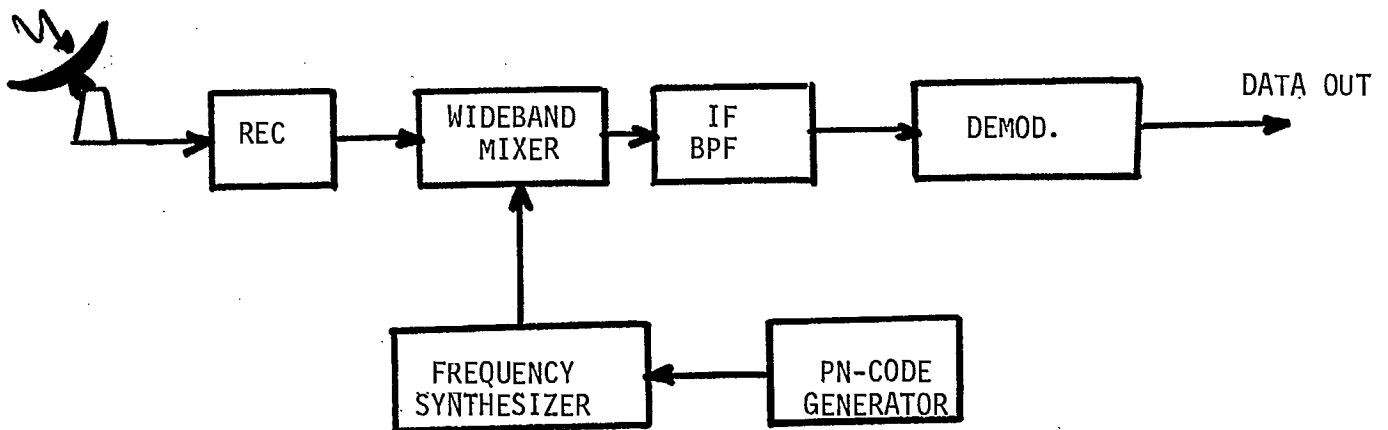 DATA OUT
REC
WIDEBAND
MIXER
IF
BPF
DEMOD.
FREQUENCY
SYNTHESIZER
PN-CODE
GENERATOR